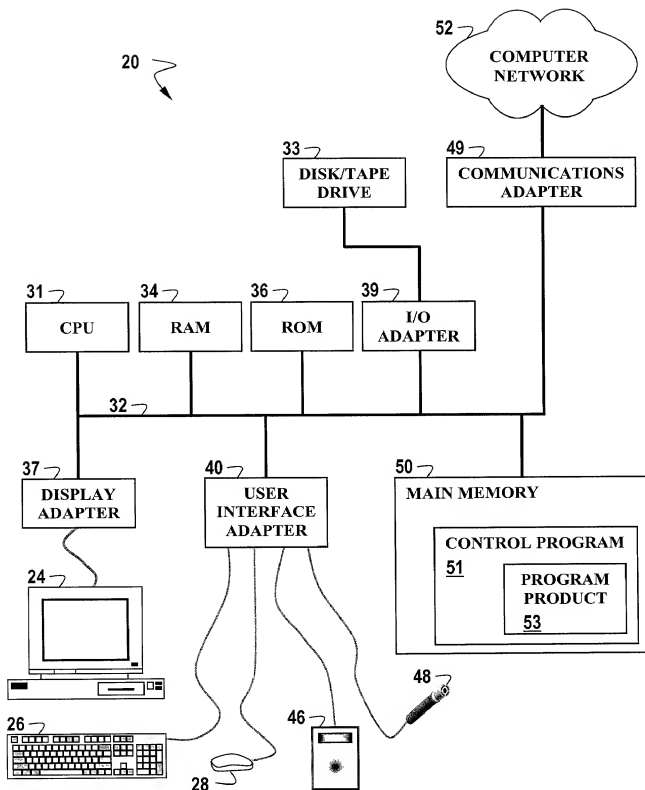 52
COMPUTER
NETWORK
20
33
DISK/TAPE
DRIVE
49
COMMUNICATIONS
ADAPTER
31
CPU
34
RAM
36
ROM
39
I/O
ADAPTER
32
37
DISPLAY
ADAPTER
40
USER
INTERFACE
ADAPTER
50
MAIN MEMORY
CONTROL PROGRAM
51
PROGRAM
PRODUCT
53
24
26
28
46
48